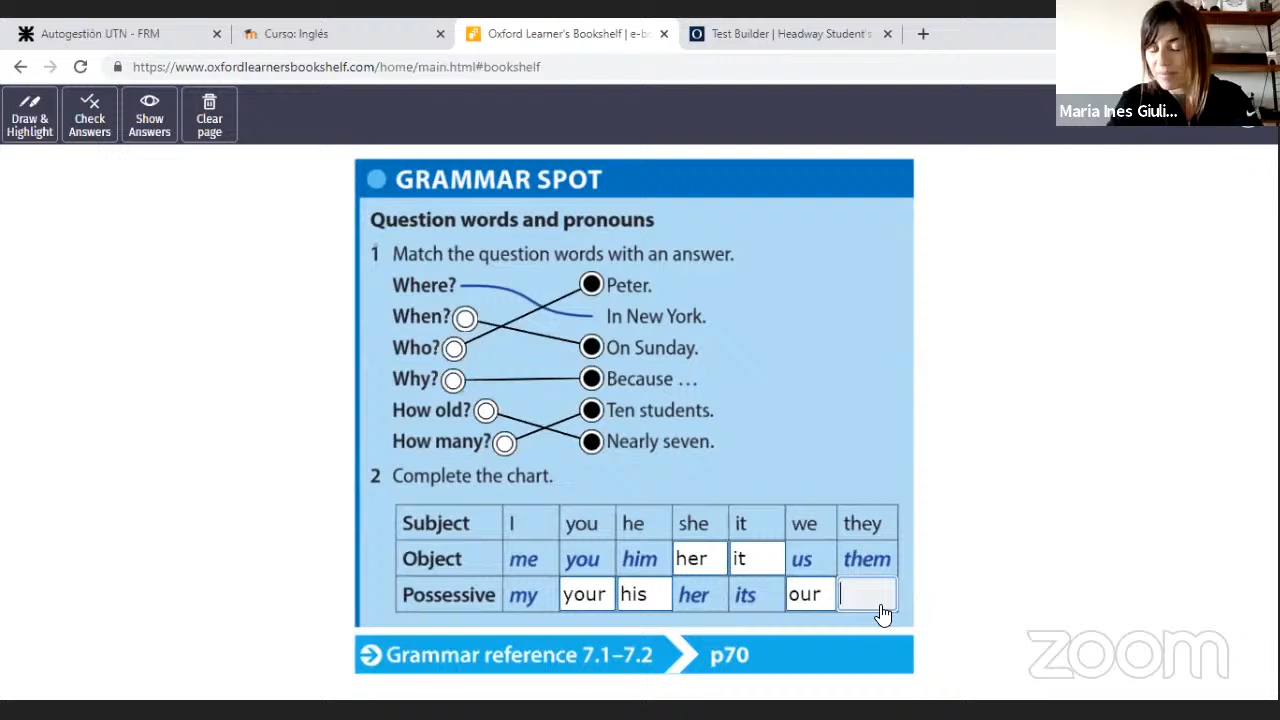 Autogestión UTN - FRM
Curso: Inglés
Oxford Learner's Bookshelf | e-b
Test Builder | Headway Student's
https://www.oxfordlearnersbookshelf.com/home/main.html#bookshelf
Maria Ines Giuli...
Draw & Highlight
Check Answers
Show Answers
Clear page
GRAMMAR SPOT
Question words and pronouns
1 Match the question words with an answer.
Where? Peter.
When? In New York.
Who? On Sunday.
Why? Because …
How old? Ten students.
How many? Nearly seven.
2 Complete the chart.
Subject I you he she it we they
Object me you him her it us them
Possessive my your his her its our
Grammar reference 7.1–7.2 p70
zoom